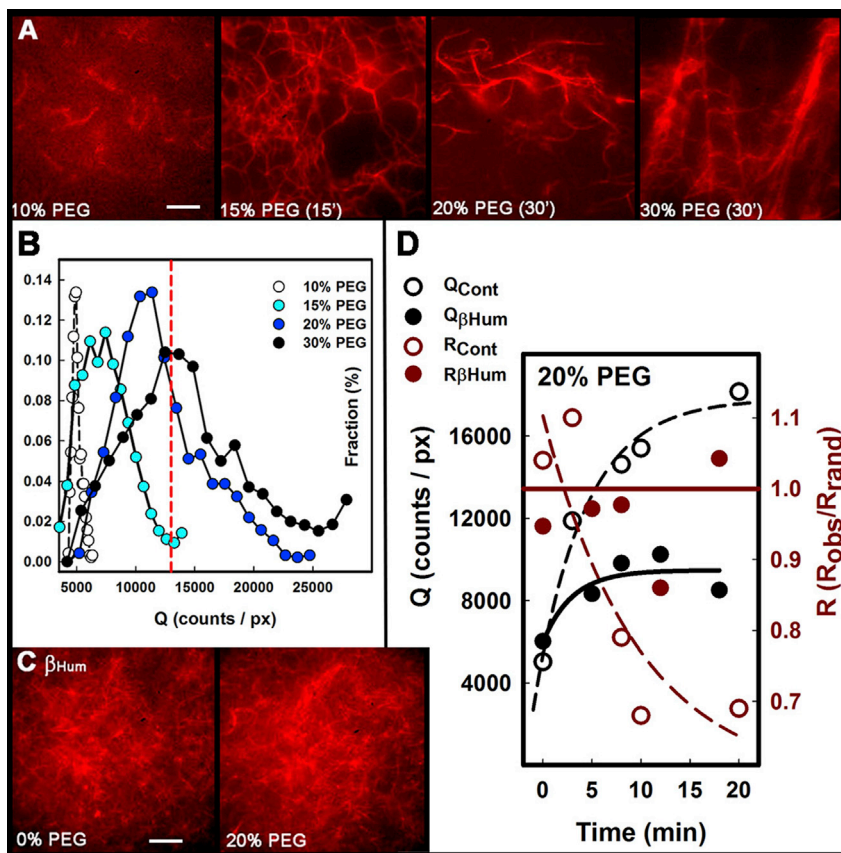 A
10% PEG
15% PEG (15')
20% PEG (30')
30% PEG (30')
B
0.14
0.12
0.10
0.08
0.06
0.04
0.02
0.00
10% PEG
15% PEG
20% PEG
30% PEG
Fraction (%)
5000 10000 15000 20000 25000
Q (counts / px)
C βHum
0% PEG
20% PEG
D
QCont
QβHum
RCont
RβHum
20% PEG
Q (counts / px)
16000
12000
8000
4000
1.1
1.0
0.9
0.8
0.7
R (Robs/Rrand)
0 5 10 15 20
Time (min)